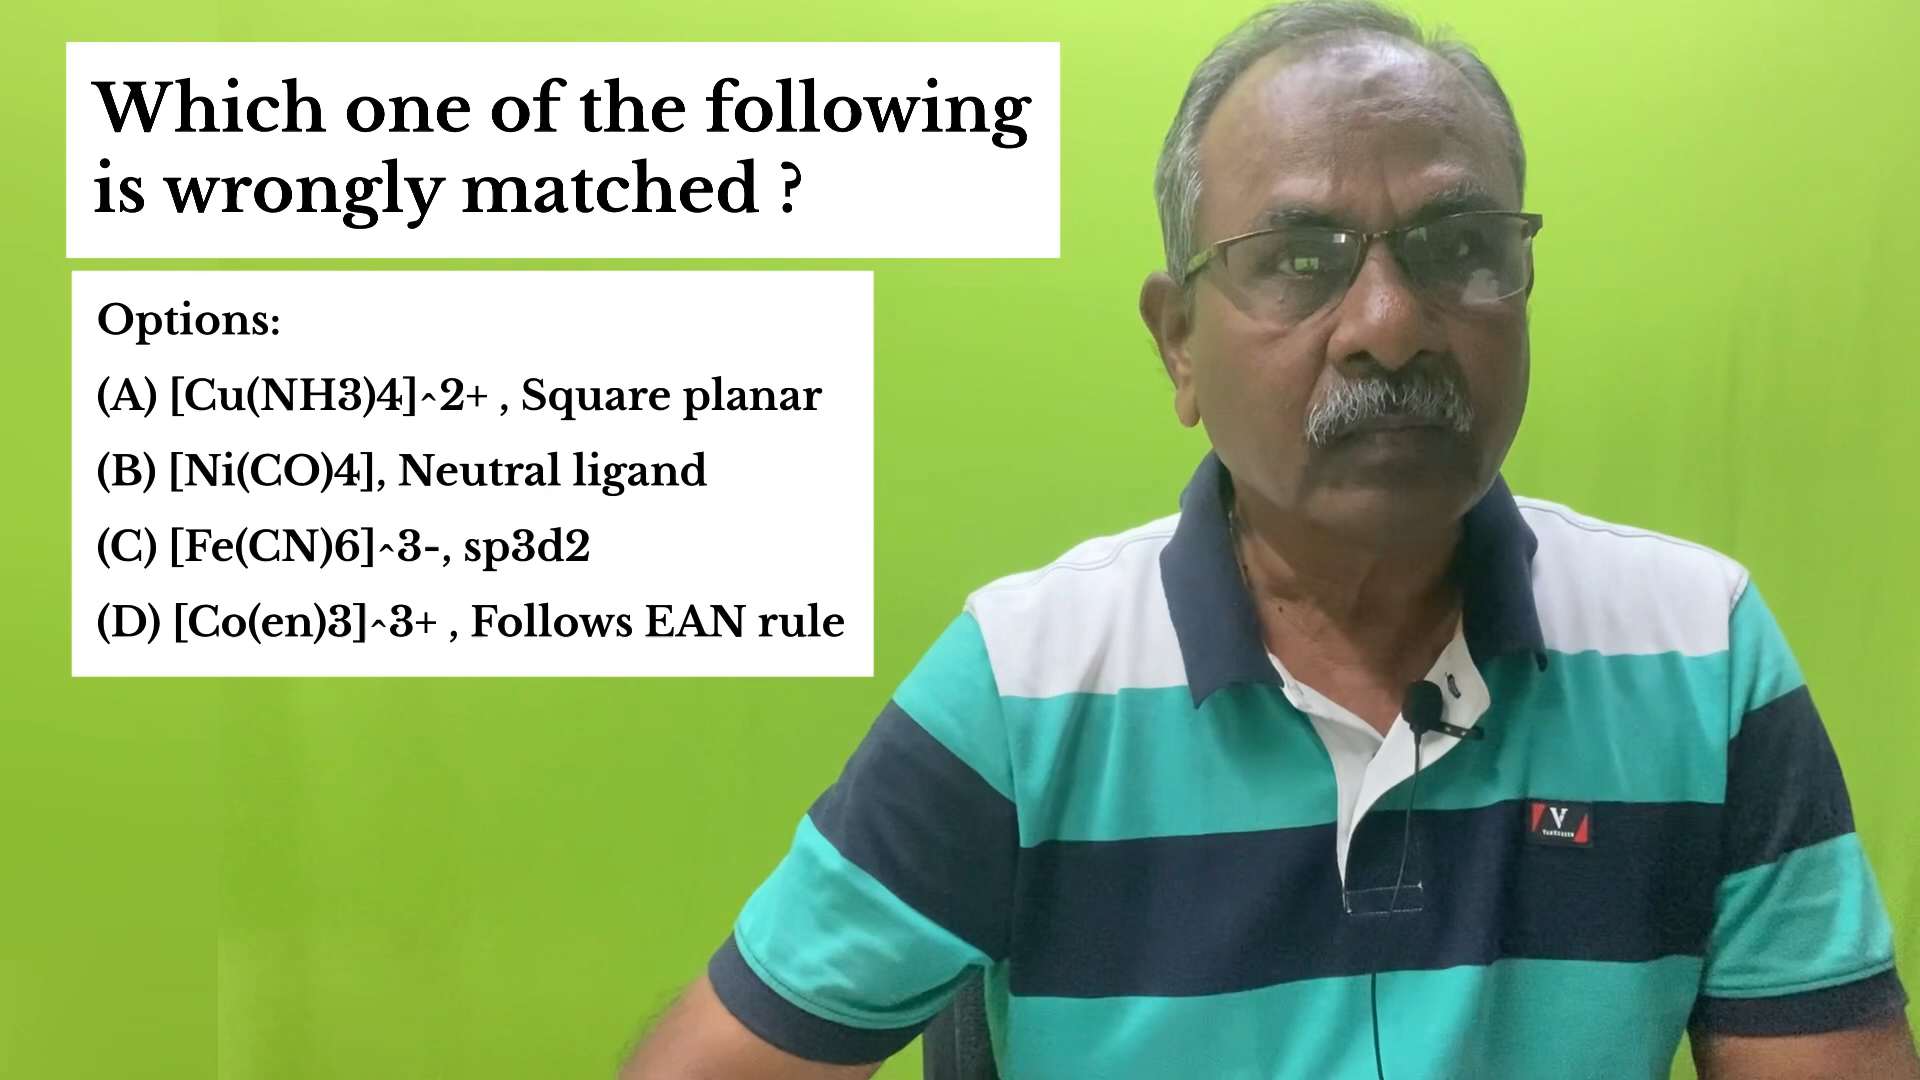 Which one of the following
is wrongly matched ?
Options:
(A) [Cu(NH3)4]^2+ , Square planar
(B) [Ni(CO)4], Neutral ligand
(C) [Fe(CN)6]^3-, sp3d2
(D) [Co(en)3]^3+ , Follows EAN rule
V